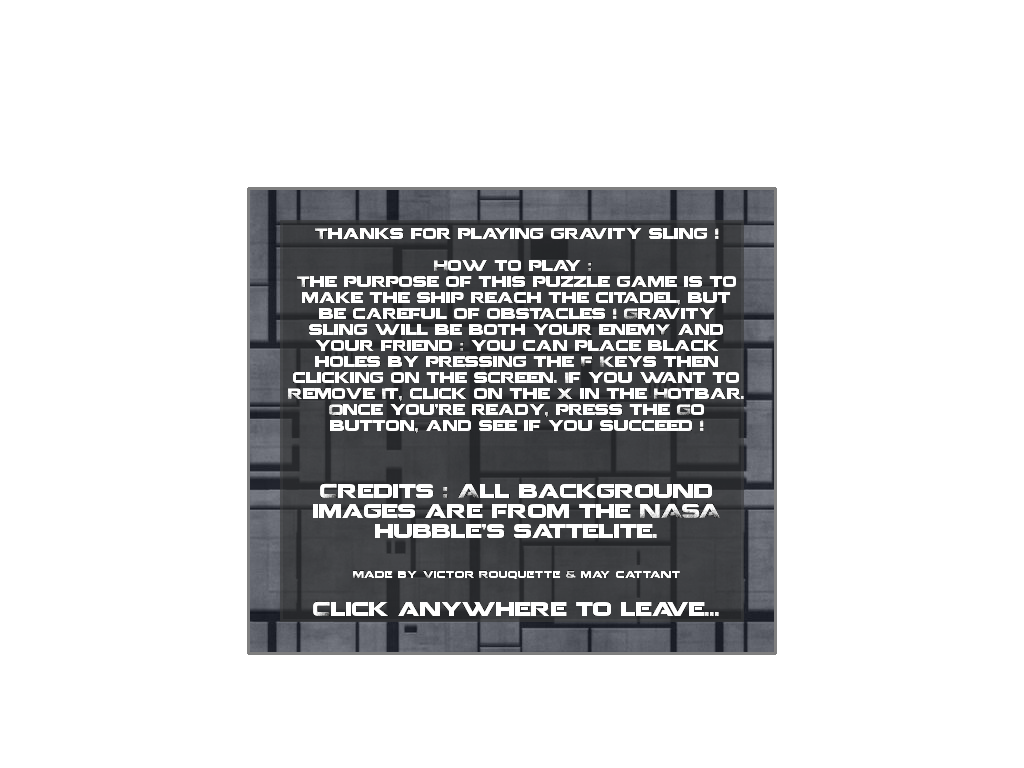 THANKS FOR PLAYING GRAVITY SLING !
HOW TO PLAY :
THE PURPOSE OF THIS PUZZLE GAME IS TO
MAKE THE SHIP REACH THE CITADEL, BUT
BE CAREFUL OF OBSTACLES ! GRAVITY
SLING WILL BE BOTH YOUR ENEMY AND
YOUR FRIEND : YOU CAN PLACE BLACK
HOLES BY PRESSING THE F KEYS THEN
CLICKING ON THE SCREEN. IF YOU WANT TO
REMOVE IT, CLICK ON THE X IN THE HOTBAR.
ONCE YOU'RE READY, PRESS THE GO
BUTTON, AND SEE IF YOU SUCCEED !
CREDITS : ALL BACKGROUND
IMAGES ARE FROM THE NASA
HUBBLE'S SATTELITE.
MADE BY VICTOR ROUQUETTE & MAY CATTANT
CLICK ANYWHERE TO LEAVE...